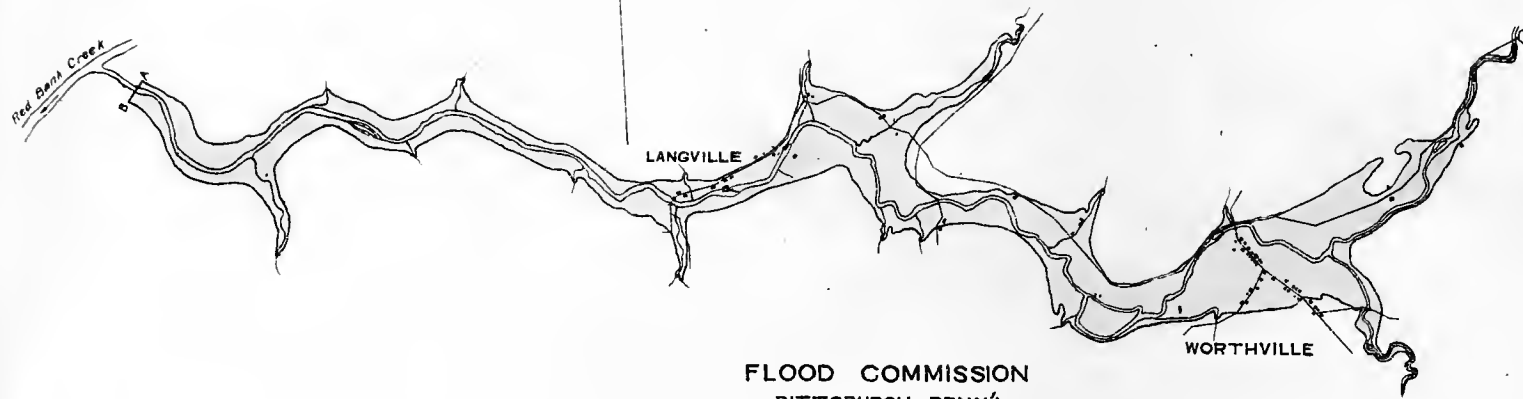 Red Bank Creek
A
B
LANGVILLE
WORTHVILLE
FLOOD COMMISSION